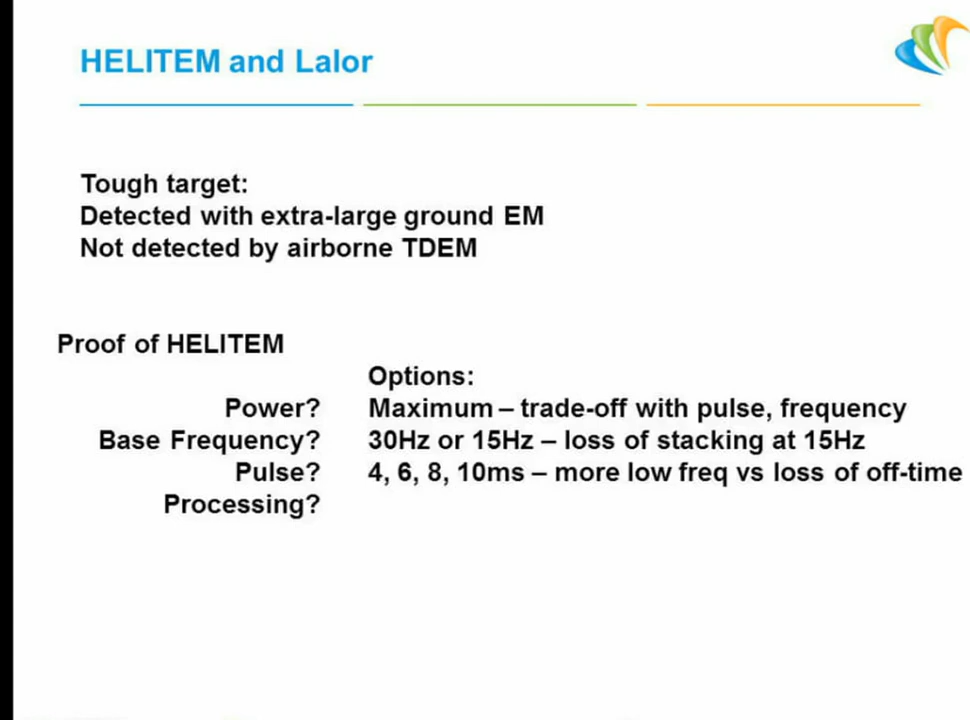 HELITEM and Lalor
Tough target:
Detected with extra-large ground EM
Not detected by airborne TDEM
Proof of HELITEM
Options:
Power? Maximum – trade-off with pulse, frequency
Base Frequency? 30Hz or 15Hz – loss of stacking at 15Hz
Pulse? 4, 6, 8, 10ms – more low freq vs loss of off-time
Processing?